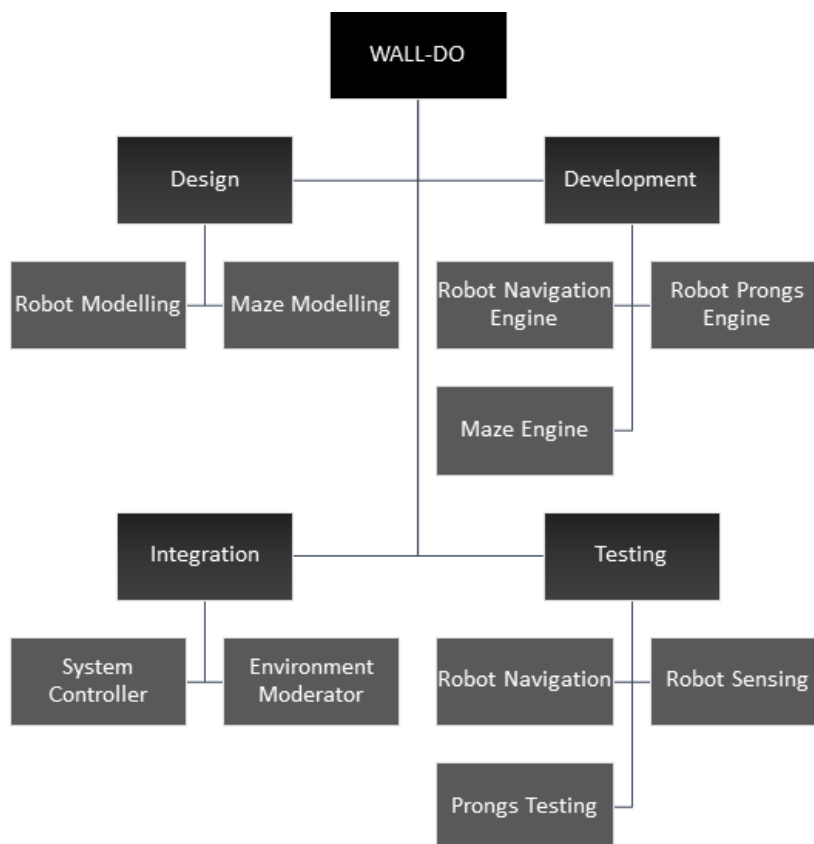 WALL-DO
Design
Development
Robot Modelling
Maze Modelling
Robot Navigation
Engine
Robot Prongs
Engine
Maze Engine
Integration
Testing
System
Controller
Environment
Moderator
Robot Navigation
Robot Sensing
Prongs Testing